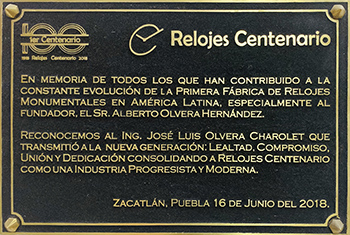 100
1er Centenario
1918 Relojes Centenario 2018
Relojes Centenario
En memoria de todos los que han contribuido a la
constante evolución de la Primera Fábrica de Relojes
Monumentales en América Latina, especialmente al
fundador, el Sr. Alberto Olvera Hernández.
Reconocemos al Ing. José Luis Olvera Charolet que
transmitió a la nueva generación: Lealtad, Compromiso,
Unión y Dedicación consolidando a Relojes Centenario
como una Industria Progresista y Moderna.
Zacatlán, Puebla 16 de Junio del 2018.